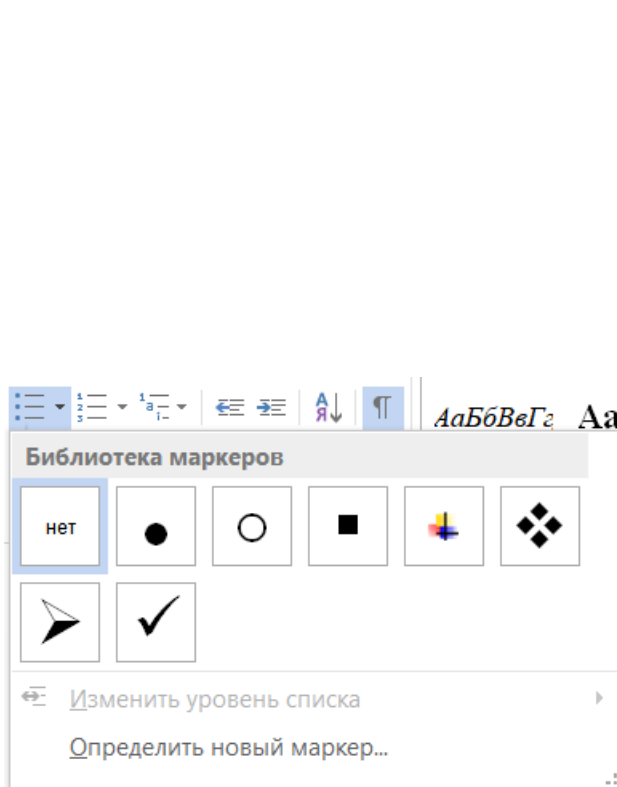 АаБбВвГг Аа
Библиотека маркеров
нет
Изменить уровень списка
Определить новый маркер...